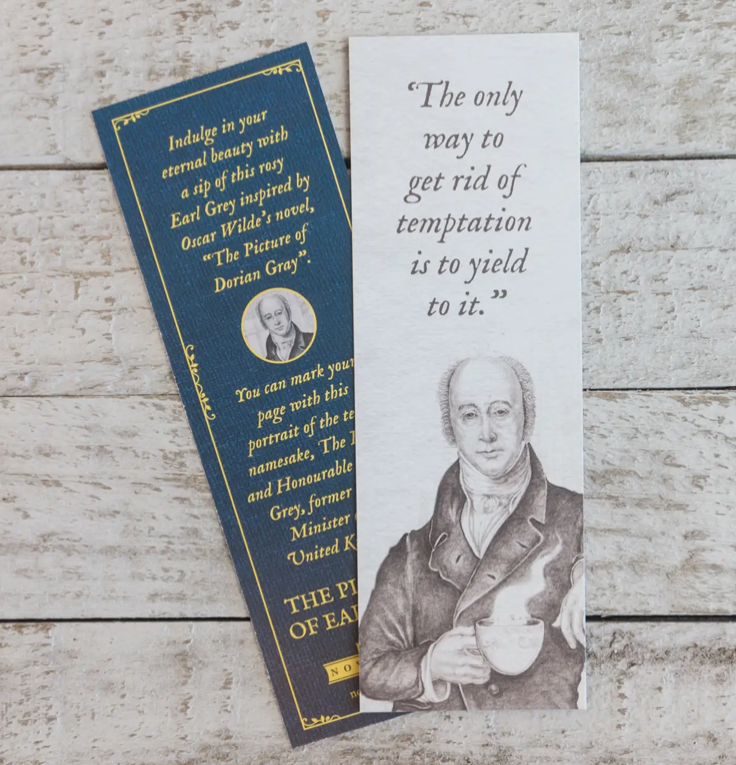 Indulge in your
eternal beauty with
a sip of this rosy
Earl Grey inspired by
Oscar Wilde's novel,
"The Picture of
Dorian Gray".
You can mark your
page with this
portrait of the
namesake, The
and Honourable
Grey, former
Minister
United
THE
OF
‘The only
way to
get rid of
temptation
is to yield
to it.”